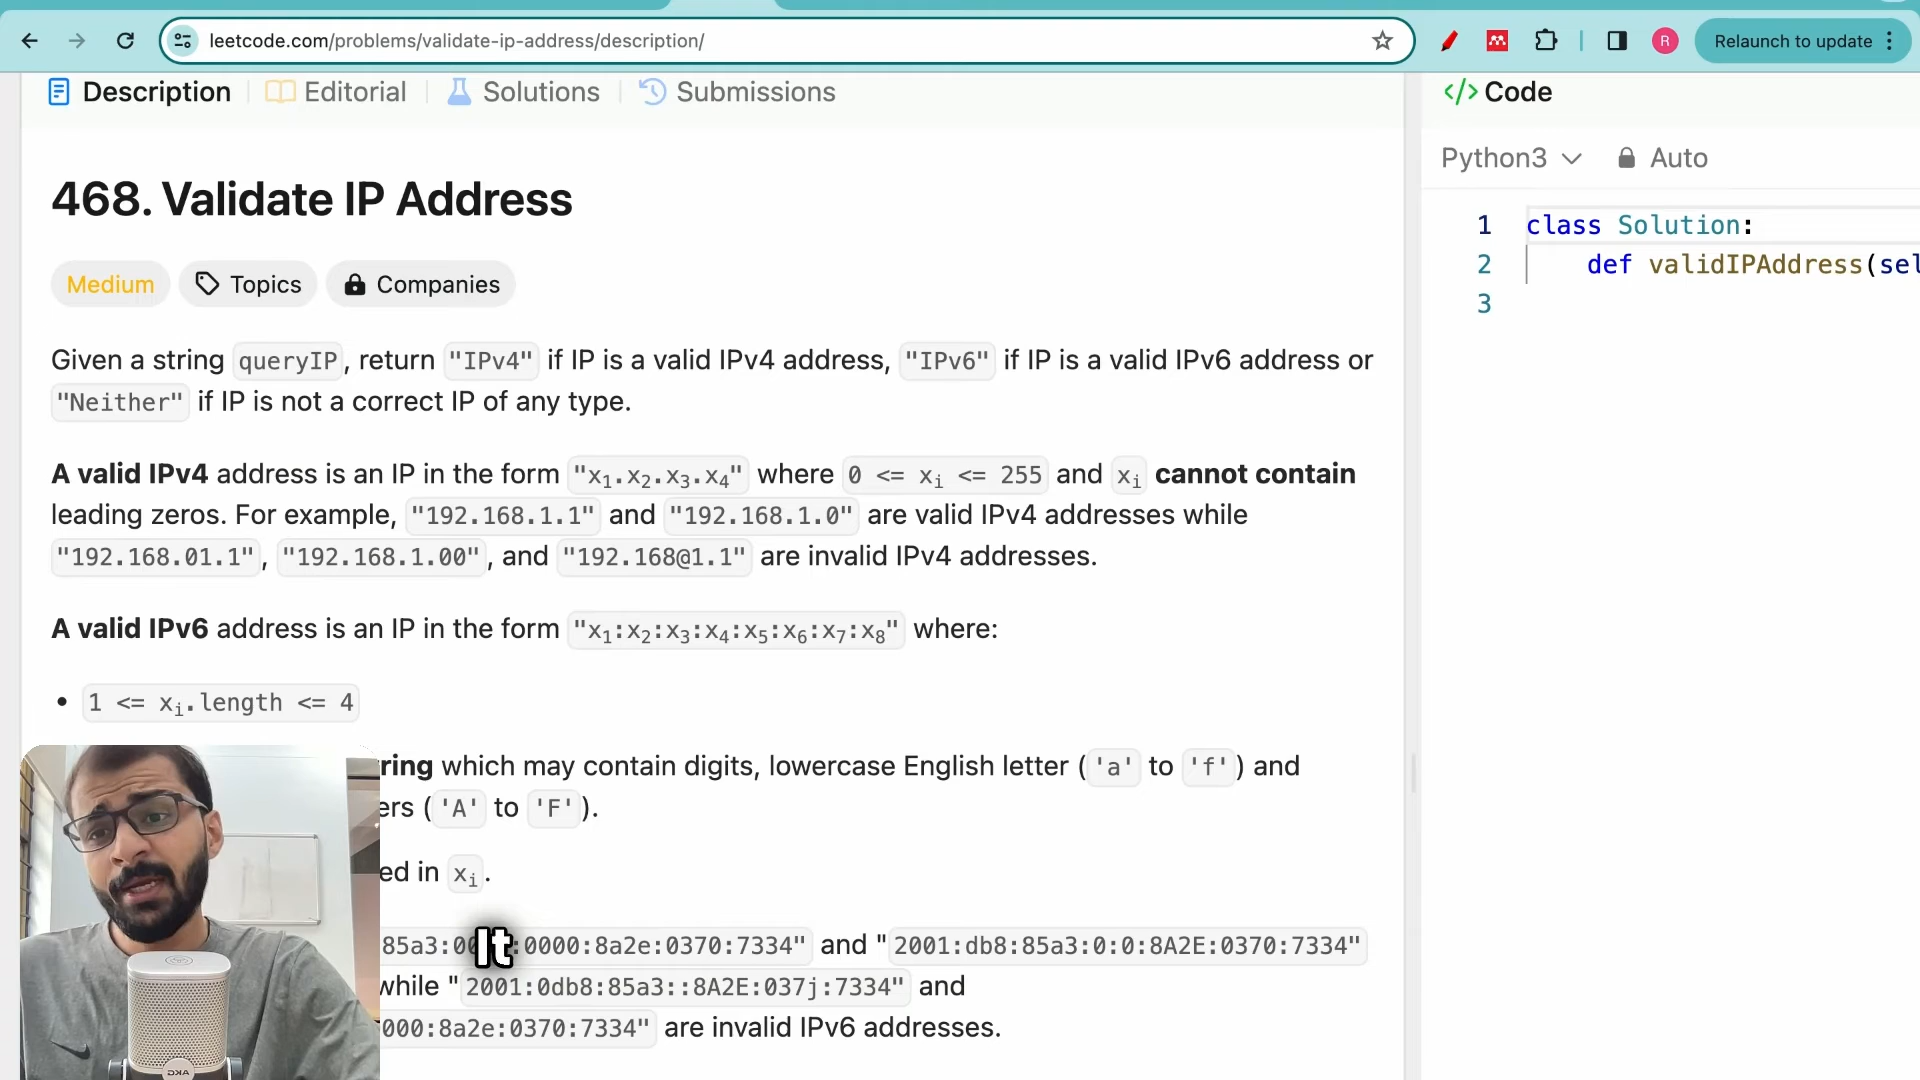 leetcode.com/problems/validate-ip-address/description/
R
Relaunch to update
Description
Editorial
Solutions
Submissions
</> Code
Python3
Auto
468. Validate IP Address
Medium
Topics
Companies
1 class Solution:
2 def validIPAddress(sel
3
Given a string queryIP, return "IPv4" if IP is a valid IPv4 address, "IPv6" if IP is a valid IPv6 address or
"Neither" if IP is not a correct IP of any type.
A valid IPv4 address is an IP in the form "x₁.x₂.x₃.x₄" where 0 <= xᵢ <= 255 and xᵢ cannot contain
leading zeros. For example, "192.168.1.1" and "192.168.1.0" are valid IPv4 addresses while
"192.168.01.1", "192.168.1.00", and "192.168@1.1" are invalid IPv4 addresses.
A valid IPv6 address is an IP in the form "x₁:x₂:x₃:x₄:x₅:x₆:x₇:x₈" where:
• 1 <= xᵢ.length <= 4
ring which may contain digits, lowercase English letter ('a' to 'f') and
ers ('A' to 'F').
ed in xᵢ.
85a3:00
It
:0000:8a2e:0370:7334" and "2001:db8:85a3:0:0:8A2E:0370:7334"
while "2001:0db8:85a3::8A2E:037j:7334" and
000:8a2e:0370:7334" are invalid IPv6 addresses.
AKG